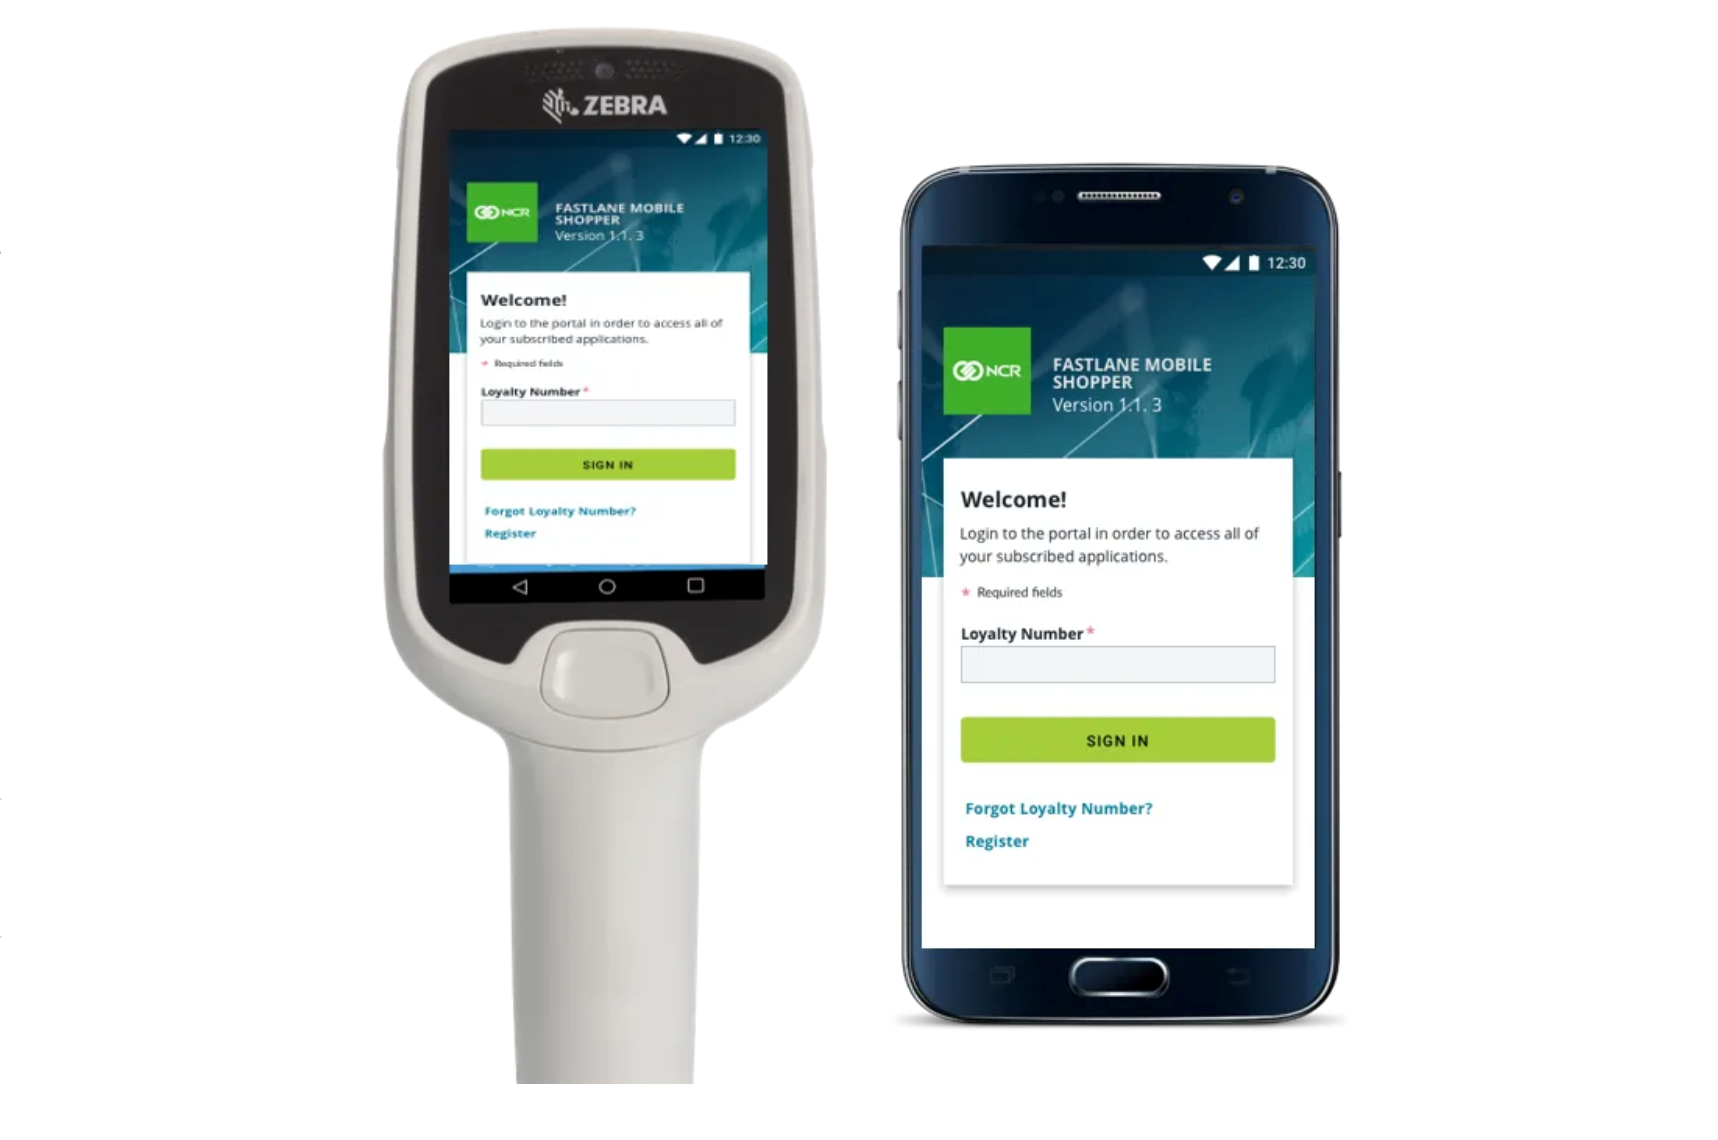 ZEBRA
12:30
NCR
FASTLANE MOBILE
SHOPPER
Version 1.1. 3
Welcome!
Login to the portal in order to access all of
your subscribed applications.
* Required fields
Loyalty Number *
SIGN IN
Forgot Loyalty Number?
Register
12:30
NCR
FASTLANE MOBILE
SHOPPER
Version 1.1. 3
Welcome!
Login to the portal in order to access all of
your subscribed applications.
* Required fields
Loyalty Number *
SIGN IN
Forgot Loyalty Number?
Register